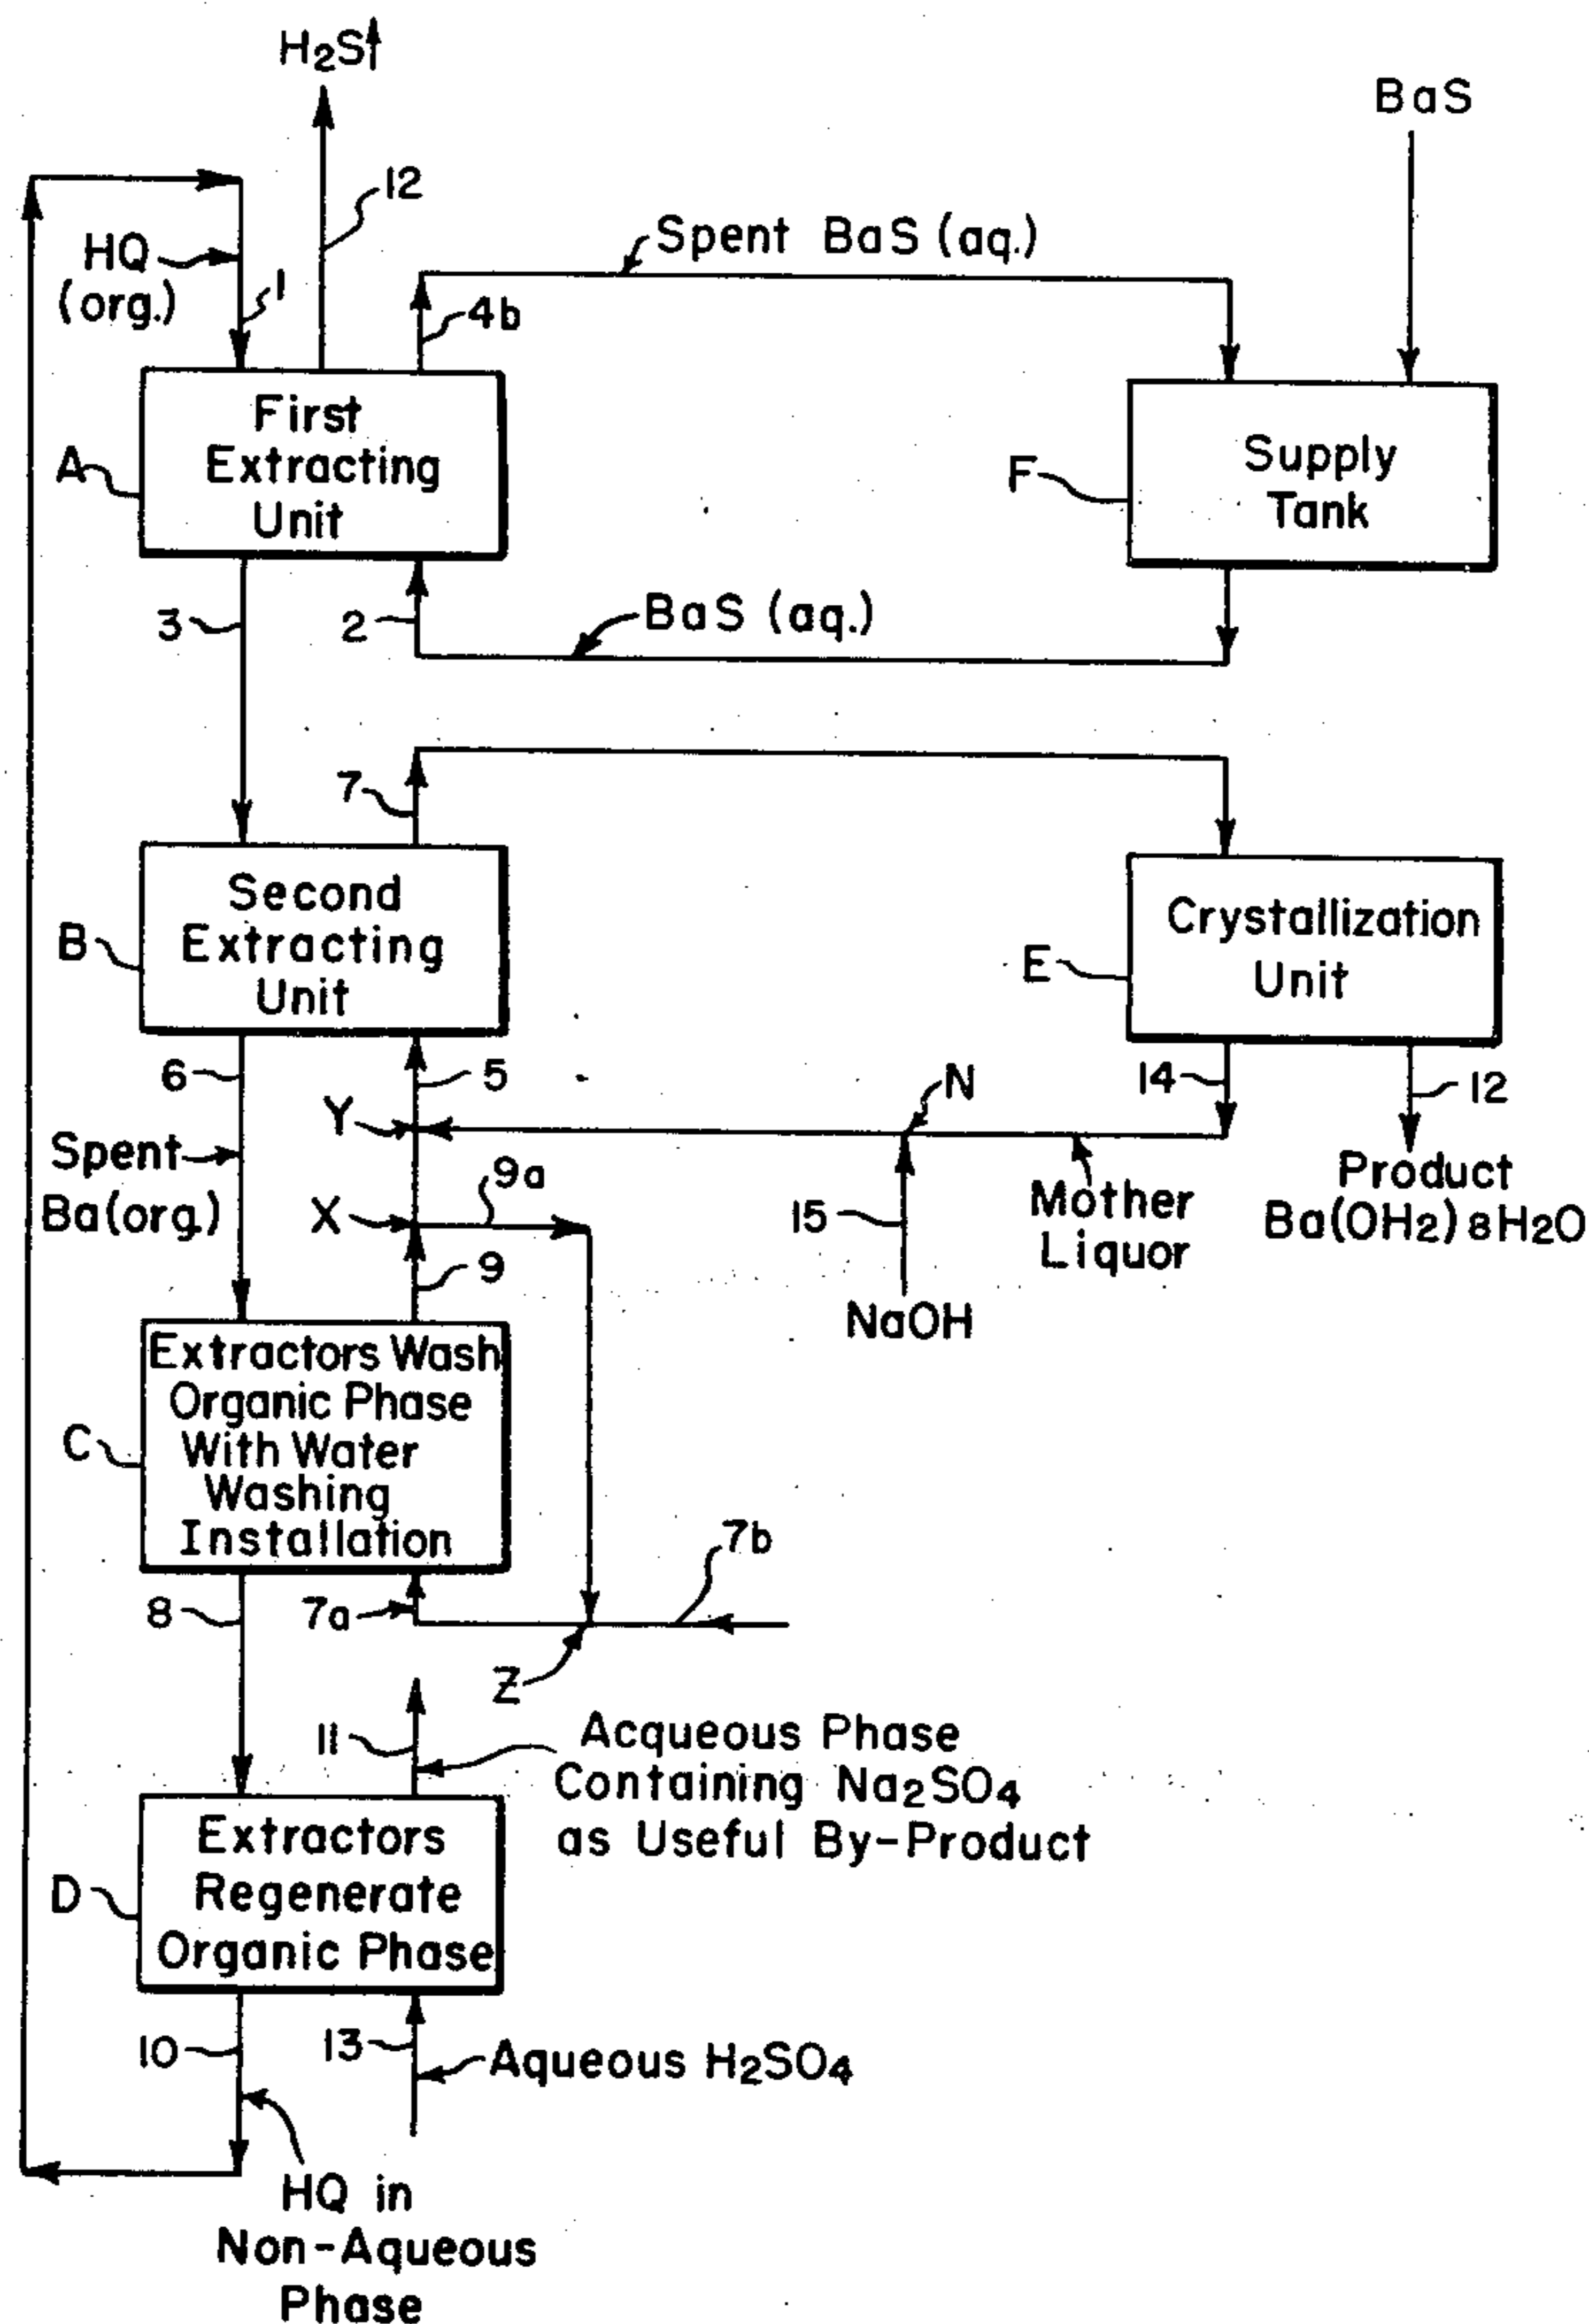 H2S
BaS
12
Spent BaS (aq.)
HQ
(org.)
1
4b
First
Extracting
Unit
A
F
Supply
Tank
3
2
BaS (aq.)
7
Second
Extracting
Unit
B
E
Crystallization
Unit
6
5
Y
N
14
12
Spent
Ba(org.)
9a
X
9
15
NaOH
Mother
Liquor
Product
Ba(OH2)8H2O
Extractors Wash
Organic Phase
With Water
Washing
Installation
C
7b
8
7a
Z
11
Acqueous Phase
Containing Na2SO4
as Useful By-Product
Extractors
Regenerate
Organic Phase
D
10
13
Aqueous H2SO4
HQ in
Non-Aqueous
Phase